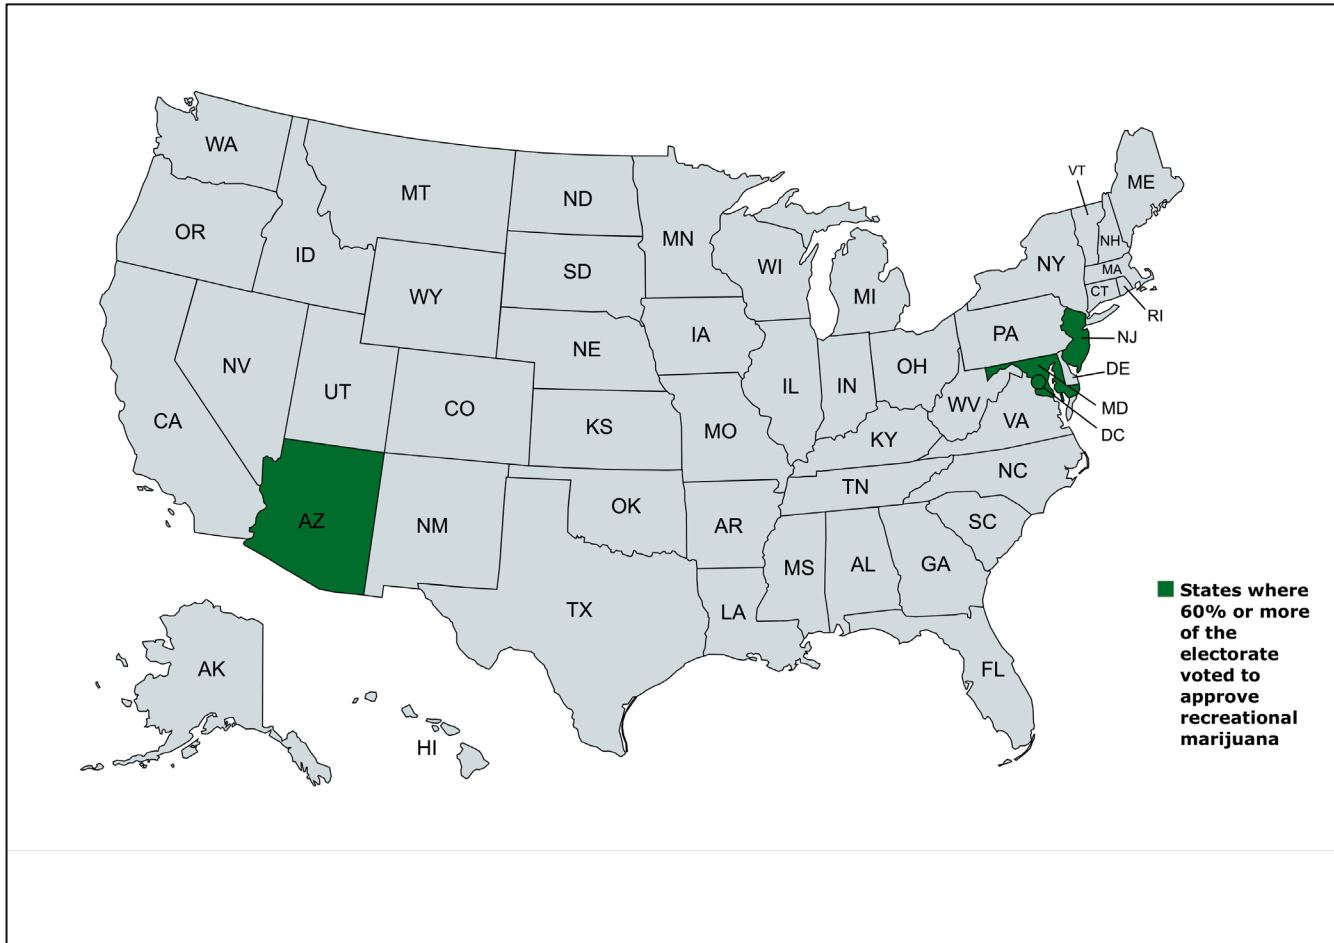 WA
MT
ND
MN
VT
ME
OR
ID
SD
WI
NY
NH
WY
MI
MA
CT
RI
IA
PA
NJ
NV
NE
OH
DE
UT
IL
IN
CO
WV
MD
CA
KS
MO
VA
DC
KY
NC
TN
AZ
NM
OK
AR
SC
MS
AL
GA
TX
LA
AK
FL
HI
States where
60% or more
of the
electorate
voted to
approve
recreational
marijuana